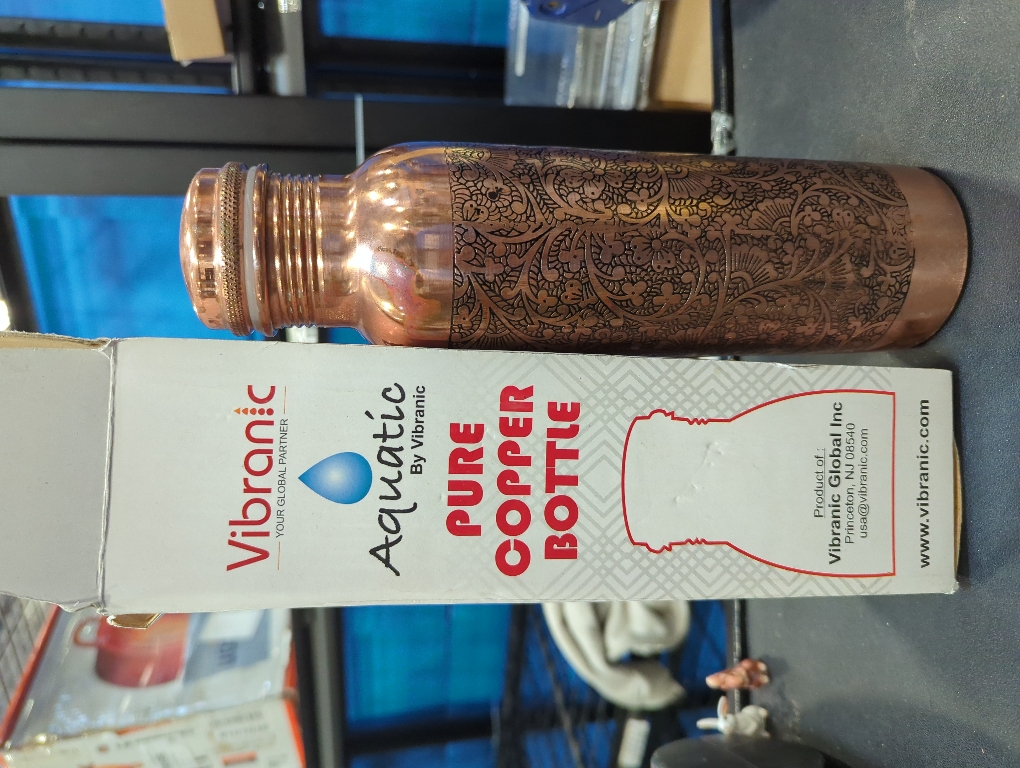 Vibranic
YOUR GLOBAL PARTNER
Aquatic
By Vibranic
PURE
COPPER
BOTTLE
Product of :
Vibranic Global Inc
Princeton, NJ 08540
usa@vibranic.com
www.vibranic.com